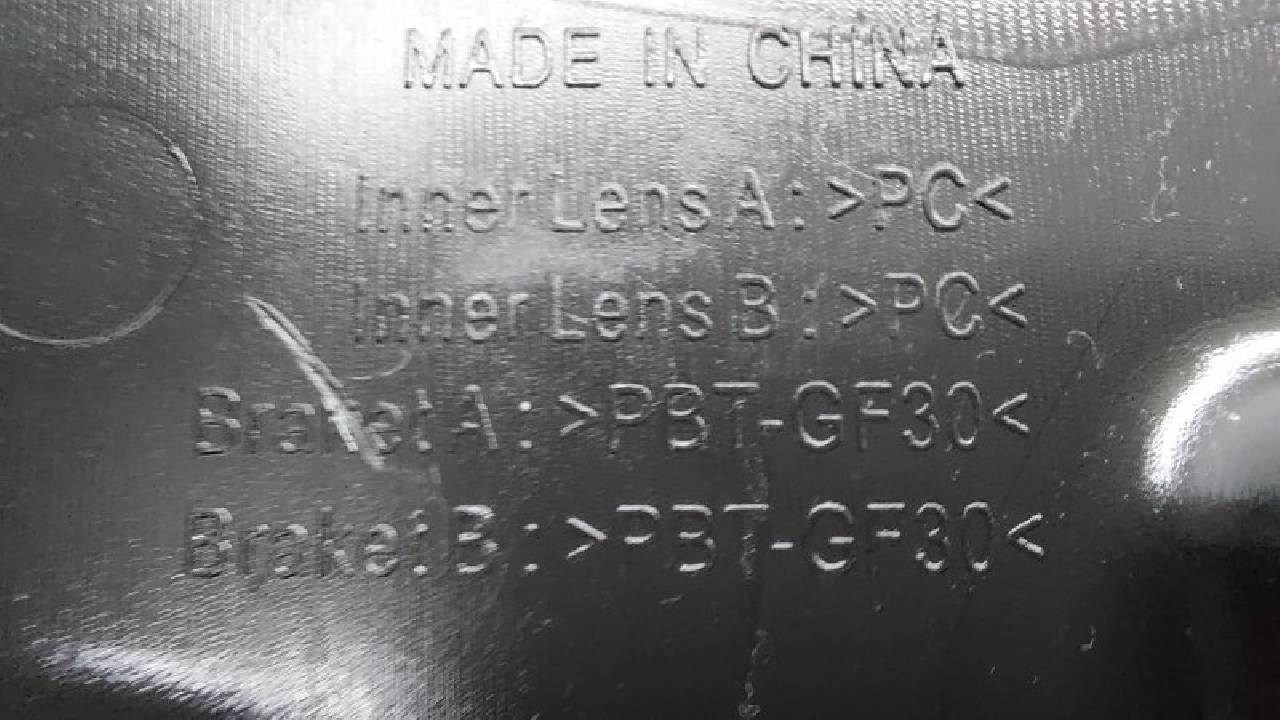 MADE IN CHINA
Inner Lens A: >PC<
Inner Lens B: >PC<
Braket A: >PBT-GF30<
Braket B: >PBT-GF30<